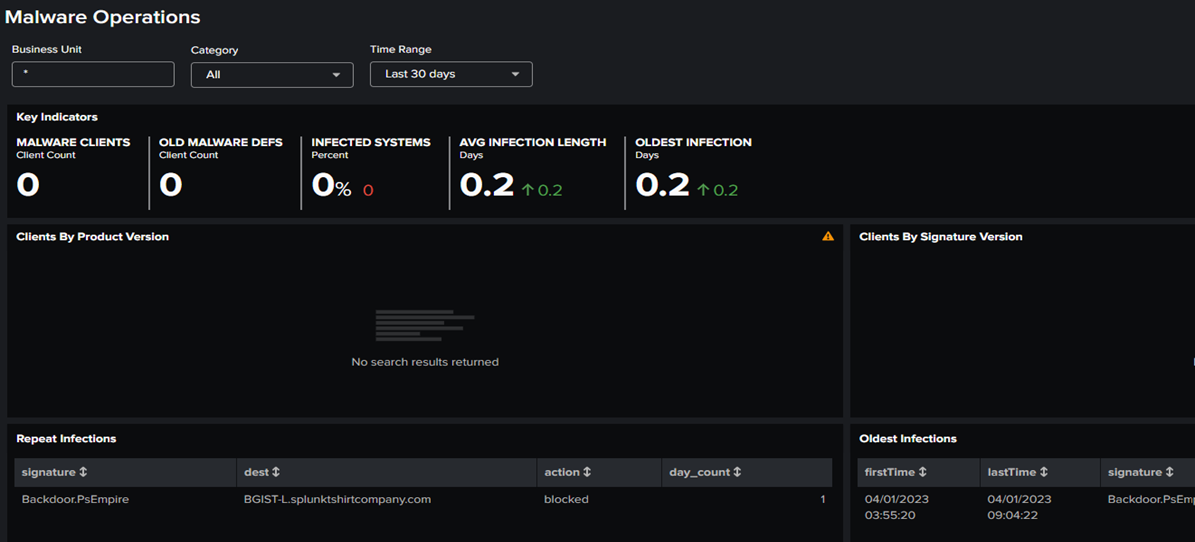 Malware Operations
Business Unit
Category
Time Range
*
All
Last 30 days
Key Indicators
MALWARE CLIENTS
Client Count
0
OLD MALWARE DEFS
Client Count
0
INFECTED SYSTEMS
Percent
0% 0
AVG INFECTION LENGTH
Days
0.2 ↑ 0.2
OLDEST INFECTION
Days
0.2 ↑ 0.2
Clients By Product Version
No search results returned
Clients By Signature Version
Repeat Infections
signature dest action day_count
Backdoor.PsEmpire BGIST-L.splunktshirtcompany.com blocked 1
Oldest Infections
firstTime lastTime signature
04/01/2023 04/01/2023 Backdoor.PsEmp
03:55:20 09:04:22